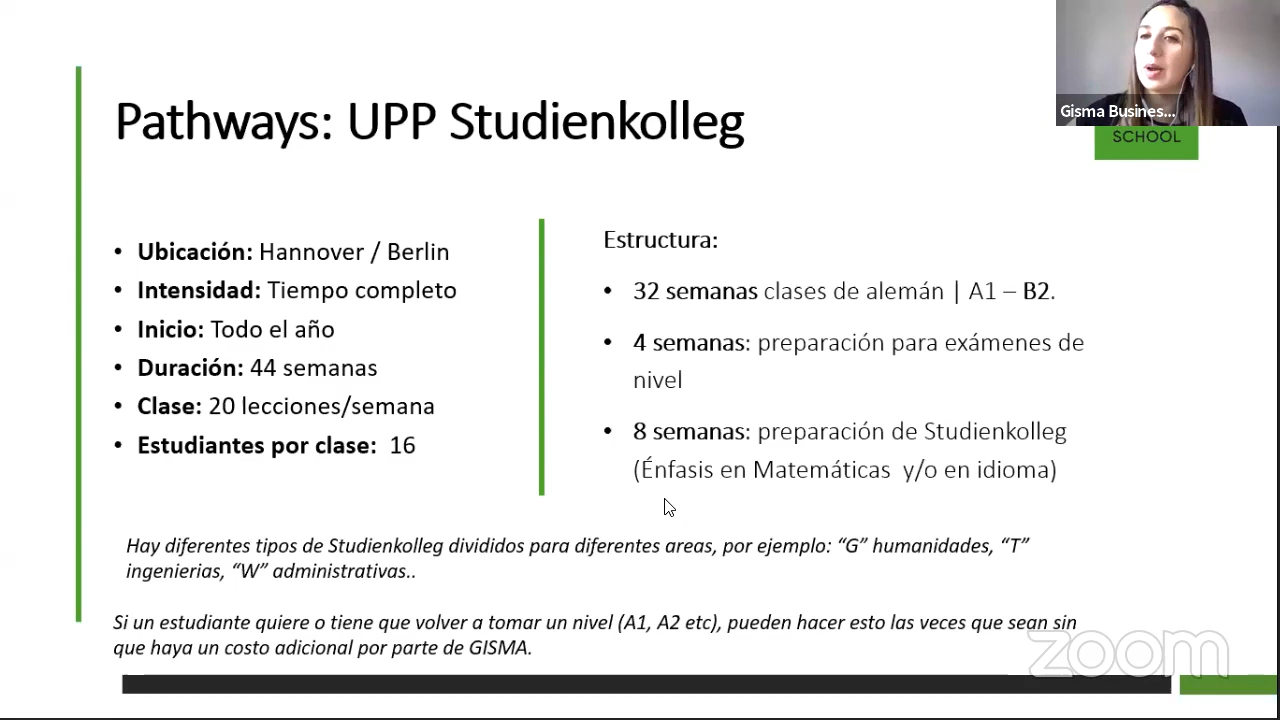 Pathways: UPP Studienkolleg
Gisma Busines...
SCHOOL
• Ubicación: Hannover / Berlin
• Intensidad: Tiempo completo
• Inicio: Todo el año
• Duración: 44 semanas
• Clase: 20 lecciones/semana
• Estudiantes por clase: 16
Estructura:
• 32 semanas clases de alemán | A1 – B2.
• 4 semanas: preparación para exámenes de
nivel
• 8 semanas: preparación de Studienkolleg
(Énfasis en Matemáticas y/o en idioma)
Hay diferentes tipos de Studienkolleg divididos para diferentes areas, por ejemplo: “G” humanidades, “T”
ingenierias, “W” administrativas..
Si un estudiante quiere o tiene que volver a tomar un nivel (A1, A2 etc), pueden hacer esto las veces que sean sin
que haya un costo adicional por parte de GISMA.
zoom